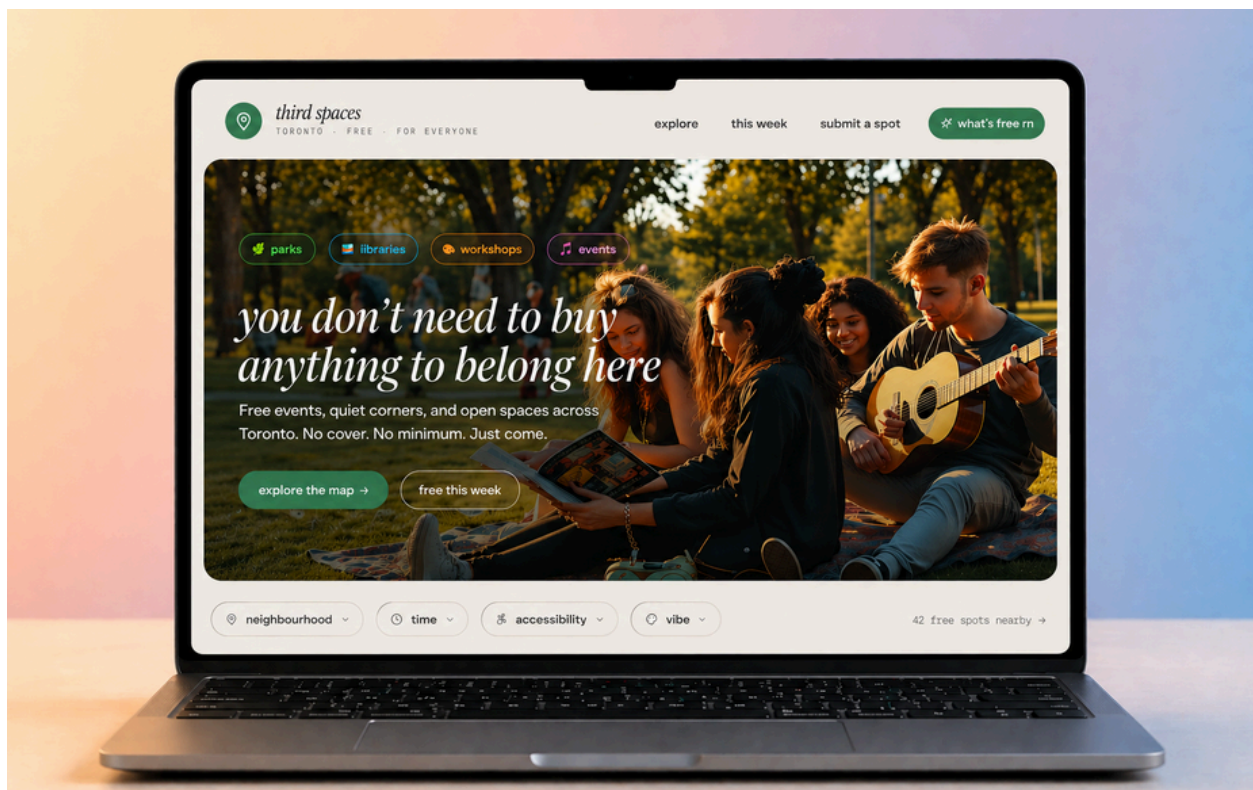 third spaces
TORONTO · FREE · FOR EVERYONE
explore
this week
submit a spot
what's free rn
parks
libraries
workshops
events
you don’t need to buy
anything to belong here
Free events, quiet corners, and open spaces across
Toronto. No cover. No minimum. Just come.
explore the map →
free this week
neighbourhood
time
accessibility
vibe
42 free spots nearby →